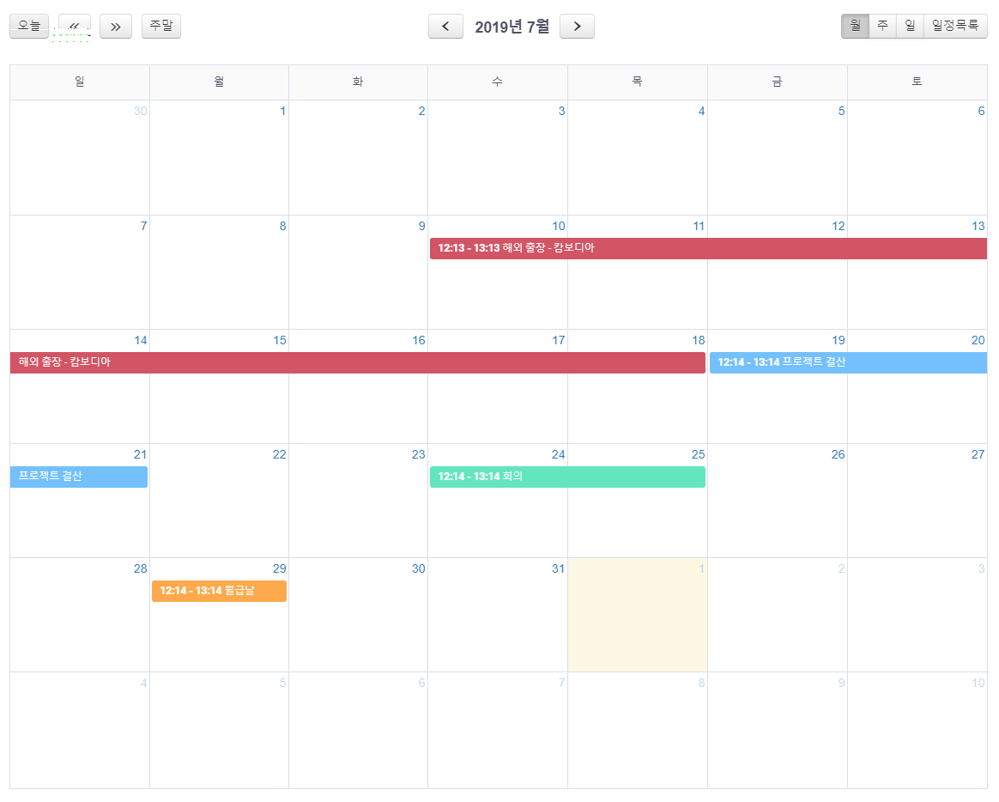 오늘 « » 주말 < 2019년 7월 > 월 주 일 일정목록
일 월 화 수 목 금 토
30 1 2 3 4 5 6
7 8 9 10 11 12 13
12:13 - 13:13 해외 출장 - 캄보디아
14 15 16 17 18 19 20
해외 출장 - 캄보디아 12:14 - 13:14 프로젝트 결산
21 22 23 24 25 26 27
프로젝트 결산 12:14 - 13:14 회의
28 29 30 31 1 2 3
12:14 - 13:14 월급날
4 5 6 7 8 9 10